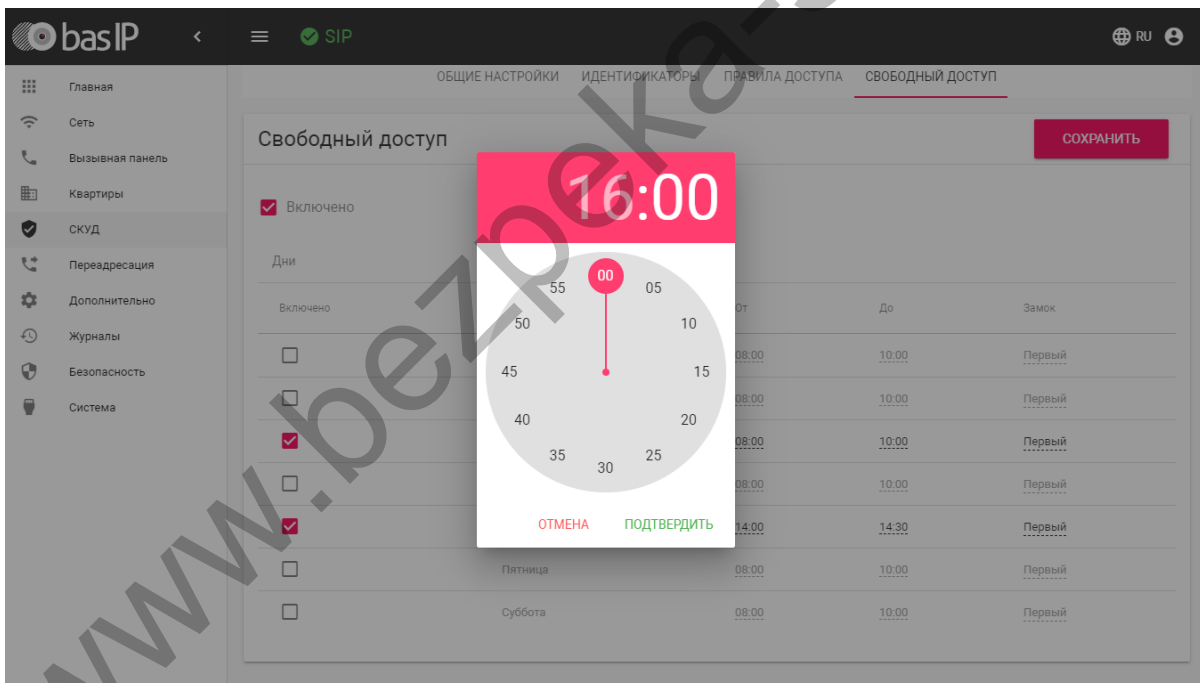 basIP < SIP RU
ОБЩИЕ НАСТРОЙКИ ИДЕНТИФИКАТОРЫ ПРАВИЛА ДОСТУПА СВОБОДНЫЙ ДОСТУП
Главная
Сеть
Вызывная панель
Квартиры
СКУД
Переадресация
Дополнительно
Журналы
Безопасность
Система
Свободный доступ СОХРАНИТЬ
Включено
Дни
Включено От До Замок
08:00 10:00 Первый
08:00 10:00 Первый
08:00 10:00 Первый
08:00 10:00 Первый
14:00 14:30 Первый
Пятница 08:00 10:00 Первый
Суббота 08:00 10:00 Первый
16:00
00
55 05
50 10
45 15
40 20
35 25
30
ОТМЕНА ПОДТВЕРДИТЬ
www.bezpeka-